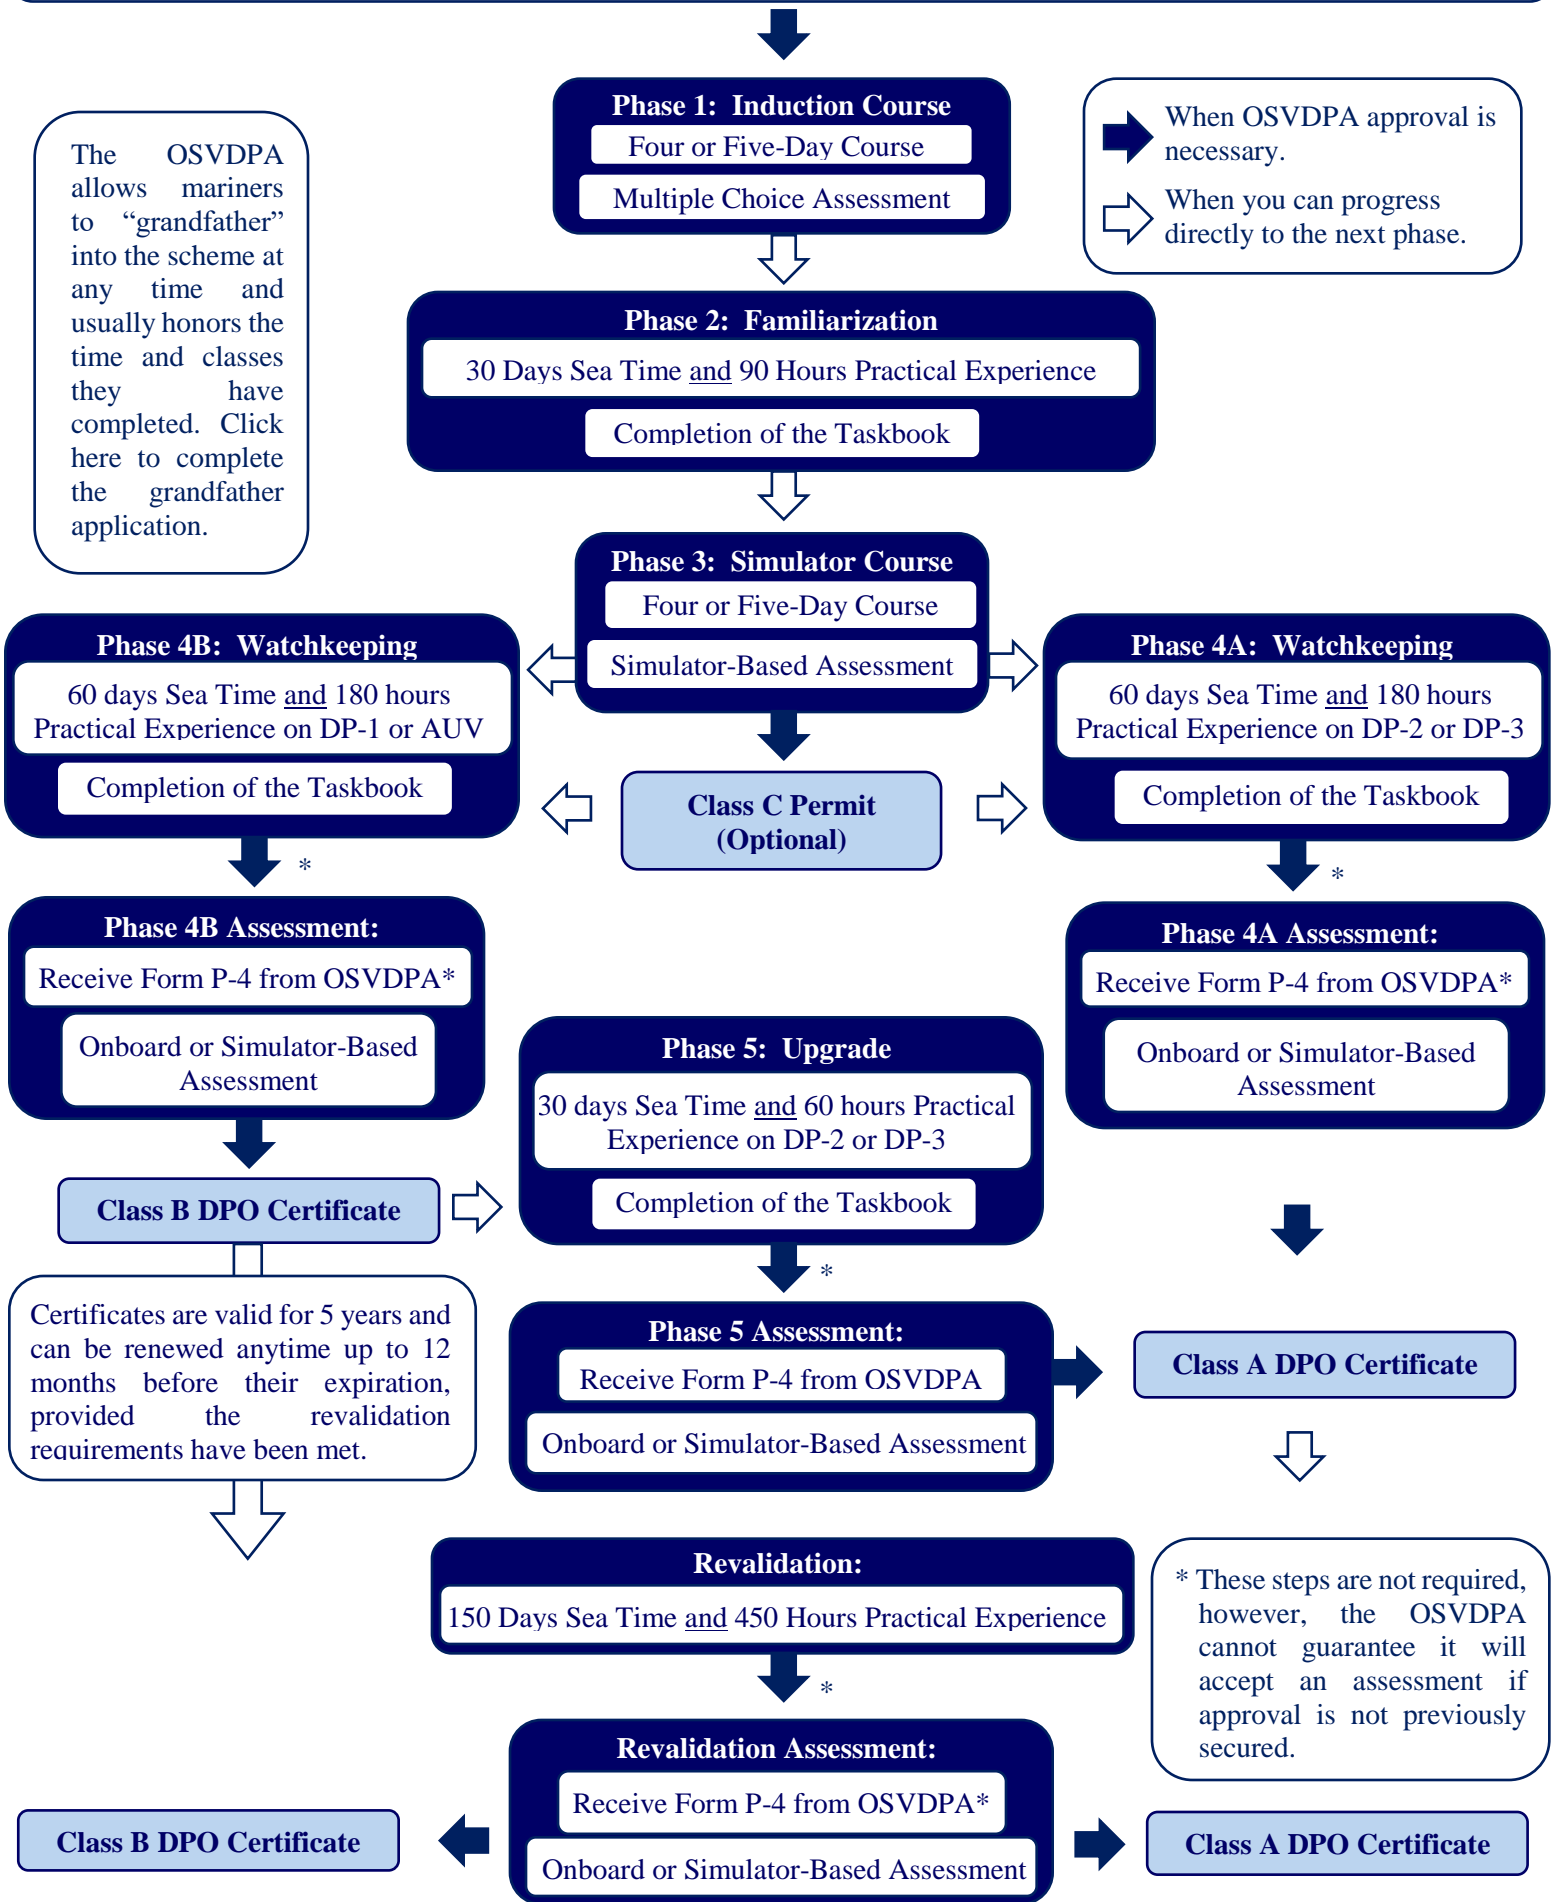 Phase 1: Induction Course
Four or Five-Day Course
Multiple Choice Assessment
When OSVDPA approval is
necessary.
When you can progress
directly to the next phase.
The OSVDPA
allows mariners
to “grandfather”
into the scheme at
any time and
usually honors the
time and classes
they have
completed. Click
here to complete
the grandfather
application.
Phase 2: Familiarization
30 Days Sea Time and 90 Hours Practical Experience
Completion of the Taskbook
Phase 3: Simulator Course
Four or Five-Day Course
Simulator-Based Assessment
Phase 4B: Watchkeeping
60 days Sea Time and 180 hours
Practical Experience on DP-1 or AUV
Completion of the Taskbook
*
Phase 4A: Watchkeeping
60 days Sea Time and 180 hours
Practical Experience on DP-2 or DP-3
Completion of the Taskbook
*
Class C Permit
(Optional)
Phase 4B Assessment:
Receive Form P-4 from OSVDPA*
Onboard or Simulator-Based
Assessment
Phase 4A Assessment:
Receive Form P-4 from OSVDPA*
Onboard or Simulator-Based
Assessment
Phase 5: Upgrade
30 days Sea Time and 60 hours Practical
Experience on DP-2 or DP-3
Completion of the Taskbook
*
Class B DPO Certificate
Certificates are valid for 5 years and
can be renewed anytime up to 12
months before their expiration,
provided the revalidation
requirements have been met.
Phase 5 Assessment:
Receive Form P-4 from OSVDPA
Onboard or Simulator-Based Assessment
Class A DPO Certificate
Revalidation:
150 Days Sea Time and 450 Hours Practical Experience
*
* These steps are not required,
however, the OSVDPA
cannot guarantee it will
accept an assessment if
approval is not previously
secured.
Revalidation Assessment:
Receive Form P-4 from OSVDPA*
Onboard or Simulator-Based Assessment
Class B DPO Certificate
Class A DPO Certificate